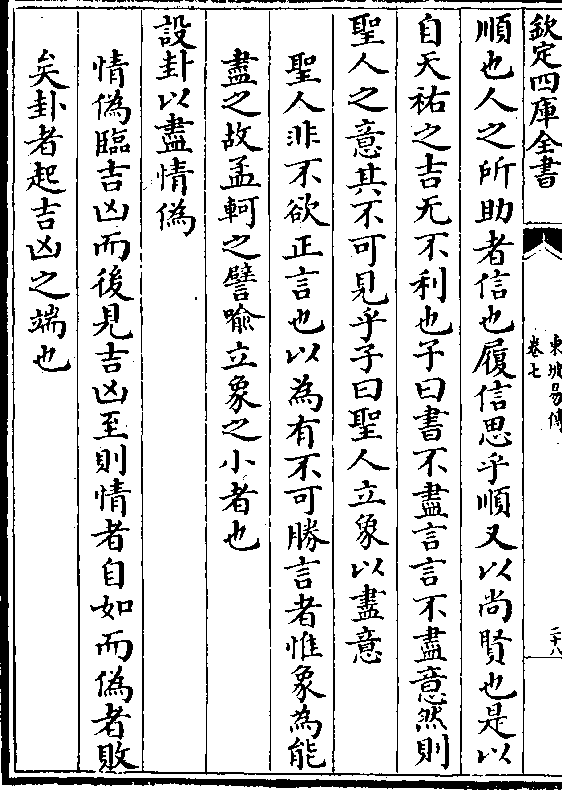 欽定四庫全書
東坡易傳
卷七
二十八
順也人之所助者信也履信思乎順又以尚賢也是以
自天祐之吉无不利也子曰書不盡言言不盡意然則
聖人之意其不可見乎子曰聖人立象以盡意
聖人非不欲正言也以為有不可勝言者惟象為能
盡之故孟軻之譬喻立象之小者也
設卦以盡情偽
情偽臨吉凶而後見吉凶至則情者自如而偽者敗
矣卦者起吉凶之端也